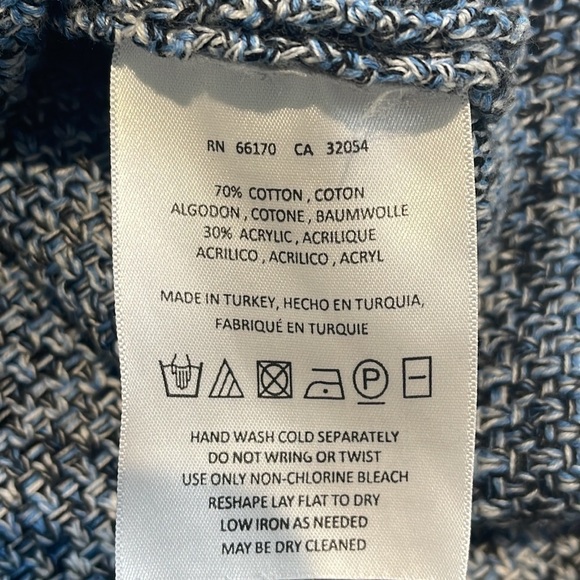 RN 66170 CA 32054
70% COTTON , COTON
ALGODON , COTONE , BAUMWOLLE
30% ACRYLIC , ACRILIQUE
ACRILICO , ACRILICO , ACRYL
MADE IN TURKEY, HECHO EN TURQUIA,
FABRIQUÉ EN TURQUIE
P
HAND WASH COLD SEPARATELY
DO NOT WRING OR TWIST
USE ONLY NON-CHLORINE BLEACH
RESHAPE LAY FLAT TO DRY
LOW IRON AS NEEDED
MAY BE DRY CLEANED